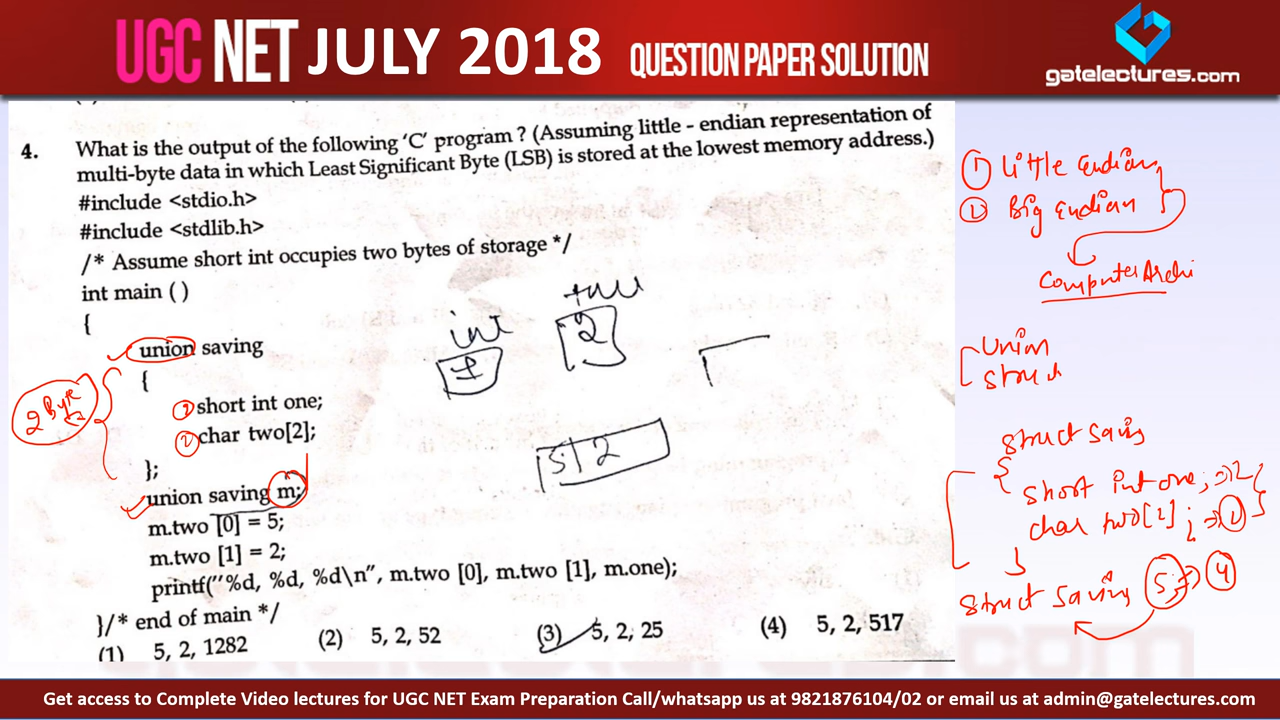 UGC NET JULY 2018 QUESTION PAPER SOLUTION
gatelectures.com
4. What is the output of the following 'C' program ? (Assuming little - endian representation of
multi-byte data in which Least Significant Byte (LSB) is stored at the lowest memory address.)
#include <stdio.h>
#include <stdlib.h>
/* Assume short int occupies two bytes of storage */
int main ( )
{
union saving
{
① short int one;
② char two[2];
};
union saving m;
m.two [0] = 5;
m.two [1] = 2;
printf("%d, %d, %d\n", m.two [0], m.two [1], m.one);
}/* end of main */
(1) 5, 2, 1282 (2) 5, 2, 52 (3) 5, 2, 25 (4) 5, 2, 517
2 Byte
int
2
5 | 2
① Little Endian
② Big Endian
Computer Archi
Union
Struct
Struct Saving
{
Short int one; ⇒ 2
char two[2]; ⇒ 2
}
Struct Saving S; ⇒ 4
Get access to Complete Video lectures for UGC NET Exam Preparation Call/whatsapp us at 9821876104/02 or email us at admin@gatelectures.com